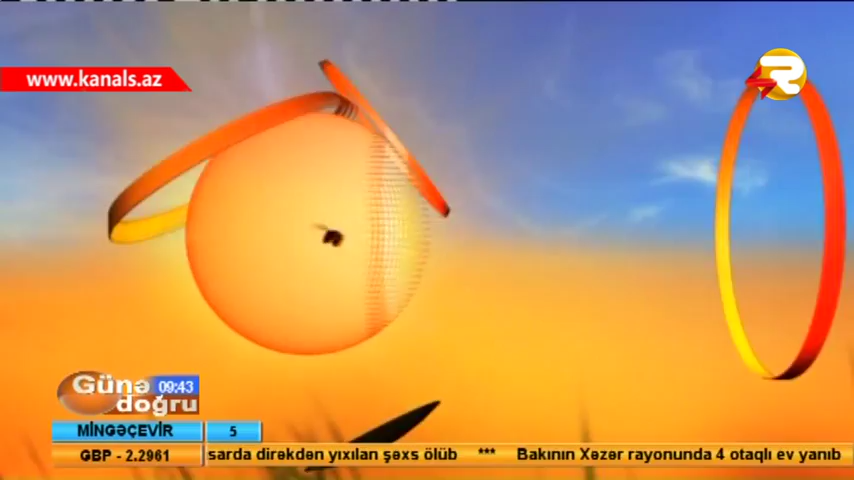 www.kanals.az
Günə 09:43
doğru
MİNGƏÇEVİR 5
GBP - 2.2961 sarda dirəkdən yıxılan şəxs ölüb *** Bakının Xəzər rayonunda 4 otaqlı ev yanıb